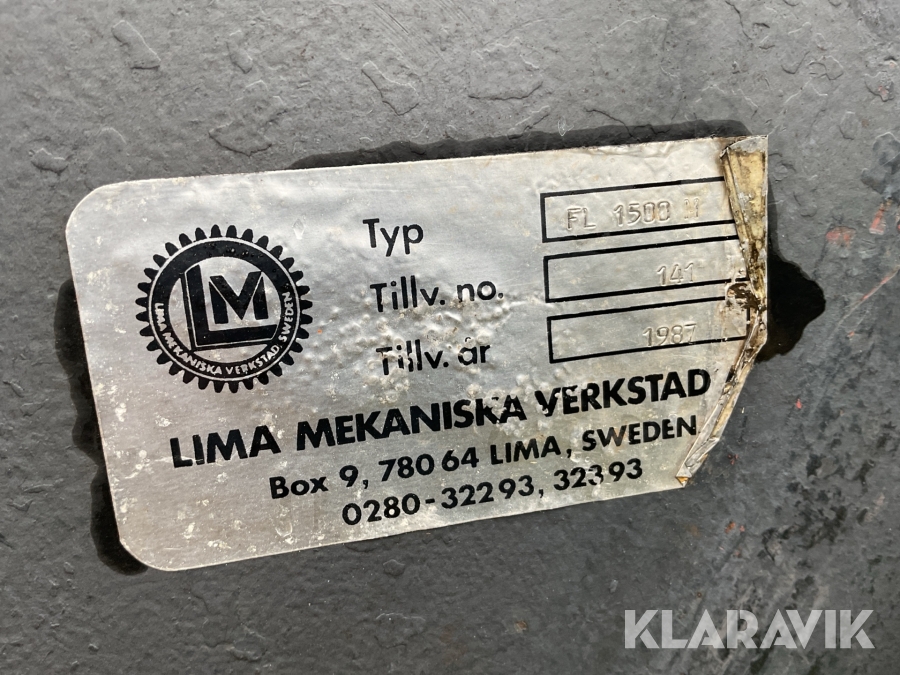 Typ FL 1500 H
Tillv. no. 141
Tillv. år 1987
LM
LIMA MEKANISKA VERKSTAD, SWEDEN
LIMA MEKANISKA VERKSTAD
Box 9, 780 64 LIMA, SWEDEN
0280-322 93, 323 93
KLARAVIK